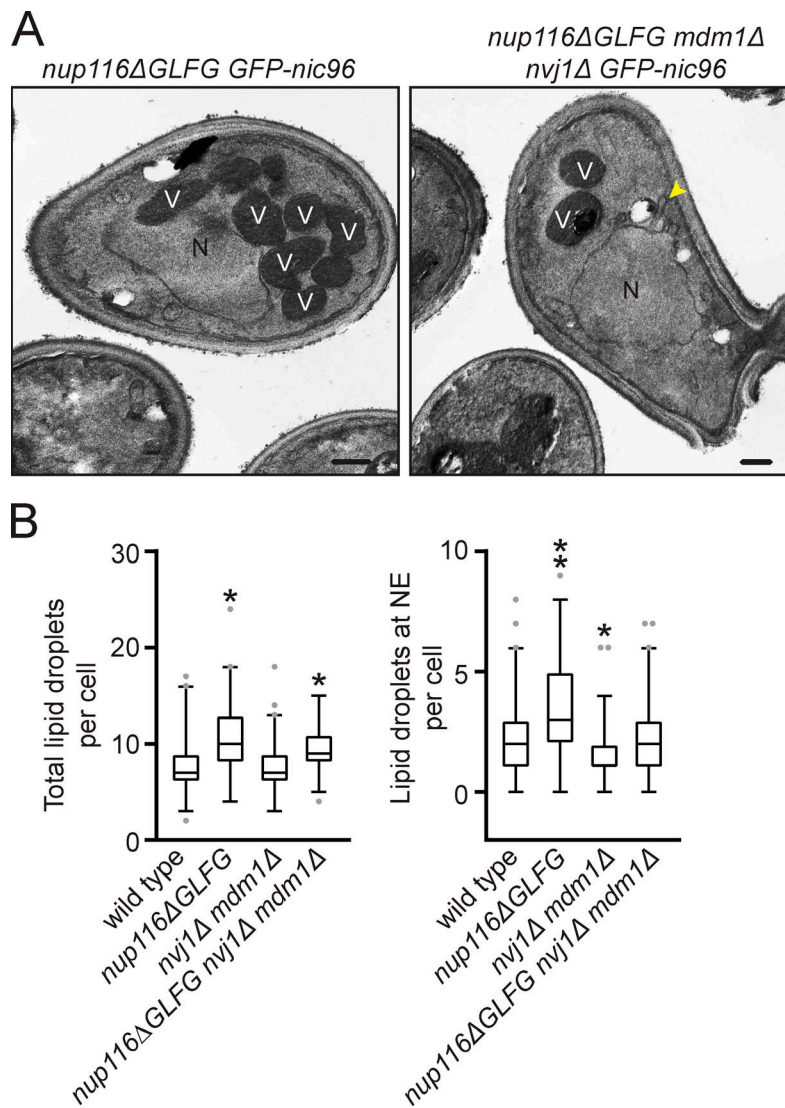 A
nup116ΔGLFG GFP-nic96
nup116ΔGLFG mdm1Δ
nvj1Δ GFP-nic96
V
V
V
V
V
V
N
V
V
N
B
Total lipid droplets
per cell
30
20
10
0
*
*
wild type
nup116ΔGLFG
nvj1Δ mdm1Δ
nup116ΔGLFG nvj1Δ mdm1Δ
Lipid droplets at NE
per cell
10
5
0
*
*
*
wild type
nup116ΔGLFG
nvj1Δ mdm1Δ
nup116ΔGLFG nvj1Δ mdm1Δ